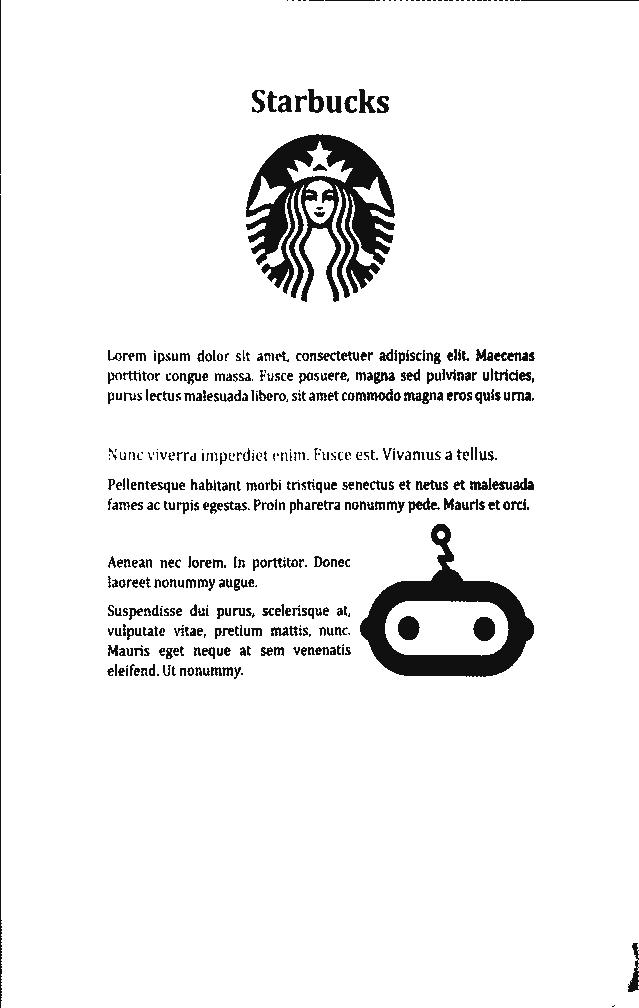 Starbucks
Lorem ipsum dolor sit amet, consectetuer adipiscing elit. Maecenas
porttitor congue massa. Fusce posuere, magna sed pulvinar ultricies,
purus lectus malesuada libero, sit amet commodo magna eros quis urna.
Nunc viverra imperdiet enim. Fusce est. Vivamus a tellus.
Pellentesque habitant morbi tristique senectus et netus et malesuada
fames ac turpis egestas. Proin pharetra nonummy pede. Mauris et orci.
Aenean nec lorem. In porttitor. Donec
laoreet nonummy augue.
Suspendisse dui purus, scelerisque at,
vulputate vitae, pretium mattis, nunc.
Mauris eget neque at sem venenatis
eleifend. Ut nonummy.